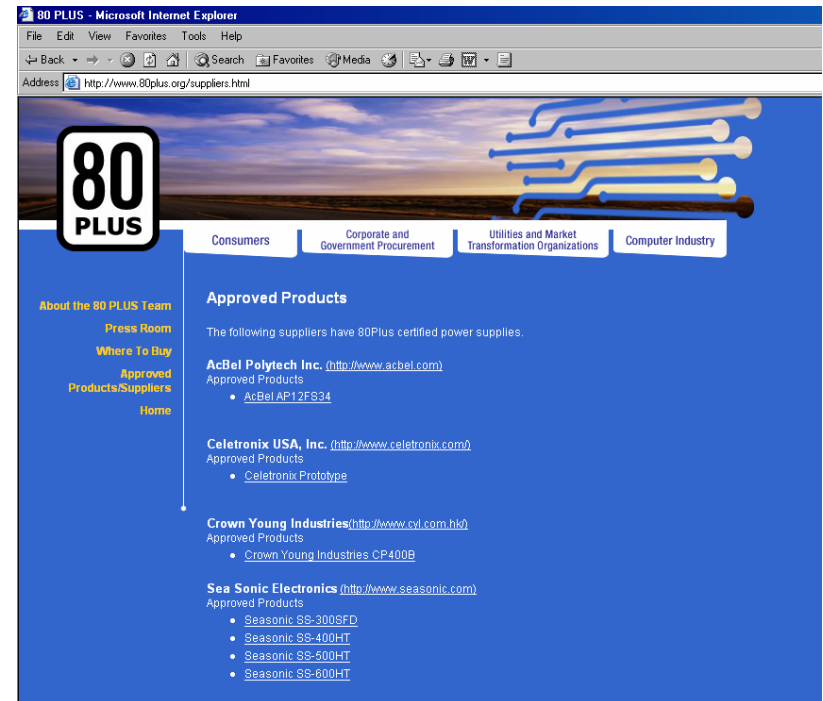 80 PLUS - Microsoft Internet Explorer
File Edit View Favorites Tools Help
Back Search Favorites Media
Address http://www.80plus.org/suppliers.html
80
PLUS
Consumers
Corporate and
Government Procurement
Utilities and Market
Transformation Organizations
Computer Industry
About the 80 PLUS Team
Press Room
Where To Buy
Approved
Products/Suppliers
Home
Approved Products
The following suppliers have 80Plus certified power supplies.
AcBel Polytech Inc. (http://www.acbel.com)
Approved Products
AcBel AP12FS34
Celetronix USA, Inc. (http://www.celetronix.com/)
Approved Products
Celetronix Prototype
Crown Young Industries(http://www.cyl.com.hk/)
Approved Products
Crown Young Industries CP400B
Sea Sonic Electronics (http://www.seasonic.com)
Approved Products
Seasonic SS-300SFD
Seasonic SS-400HT
Seasonic SS-500HT
Seasonic SS-600HT